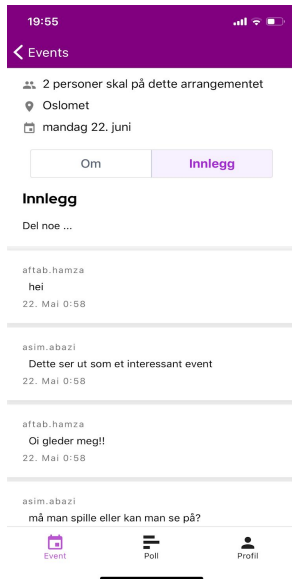 19:55
Events
2 personer skal på dette arrangementet
Oslomet
mandag 22. juni
Om
Innlegg
Innlegg
Del noe ...
aftab.hamza
hei
22. Mai 0:58
asim.abazi
Dette ser ut som et interessant event
22. Mai 0:58
aftab.hamza
Oi gleder meg!!
22. Mai 0:58
asim.abazi
må man spille eller kan man se på?
Event
Poll
Profil